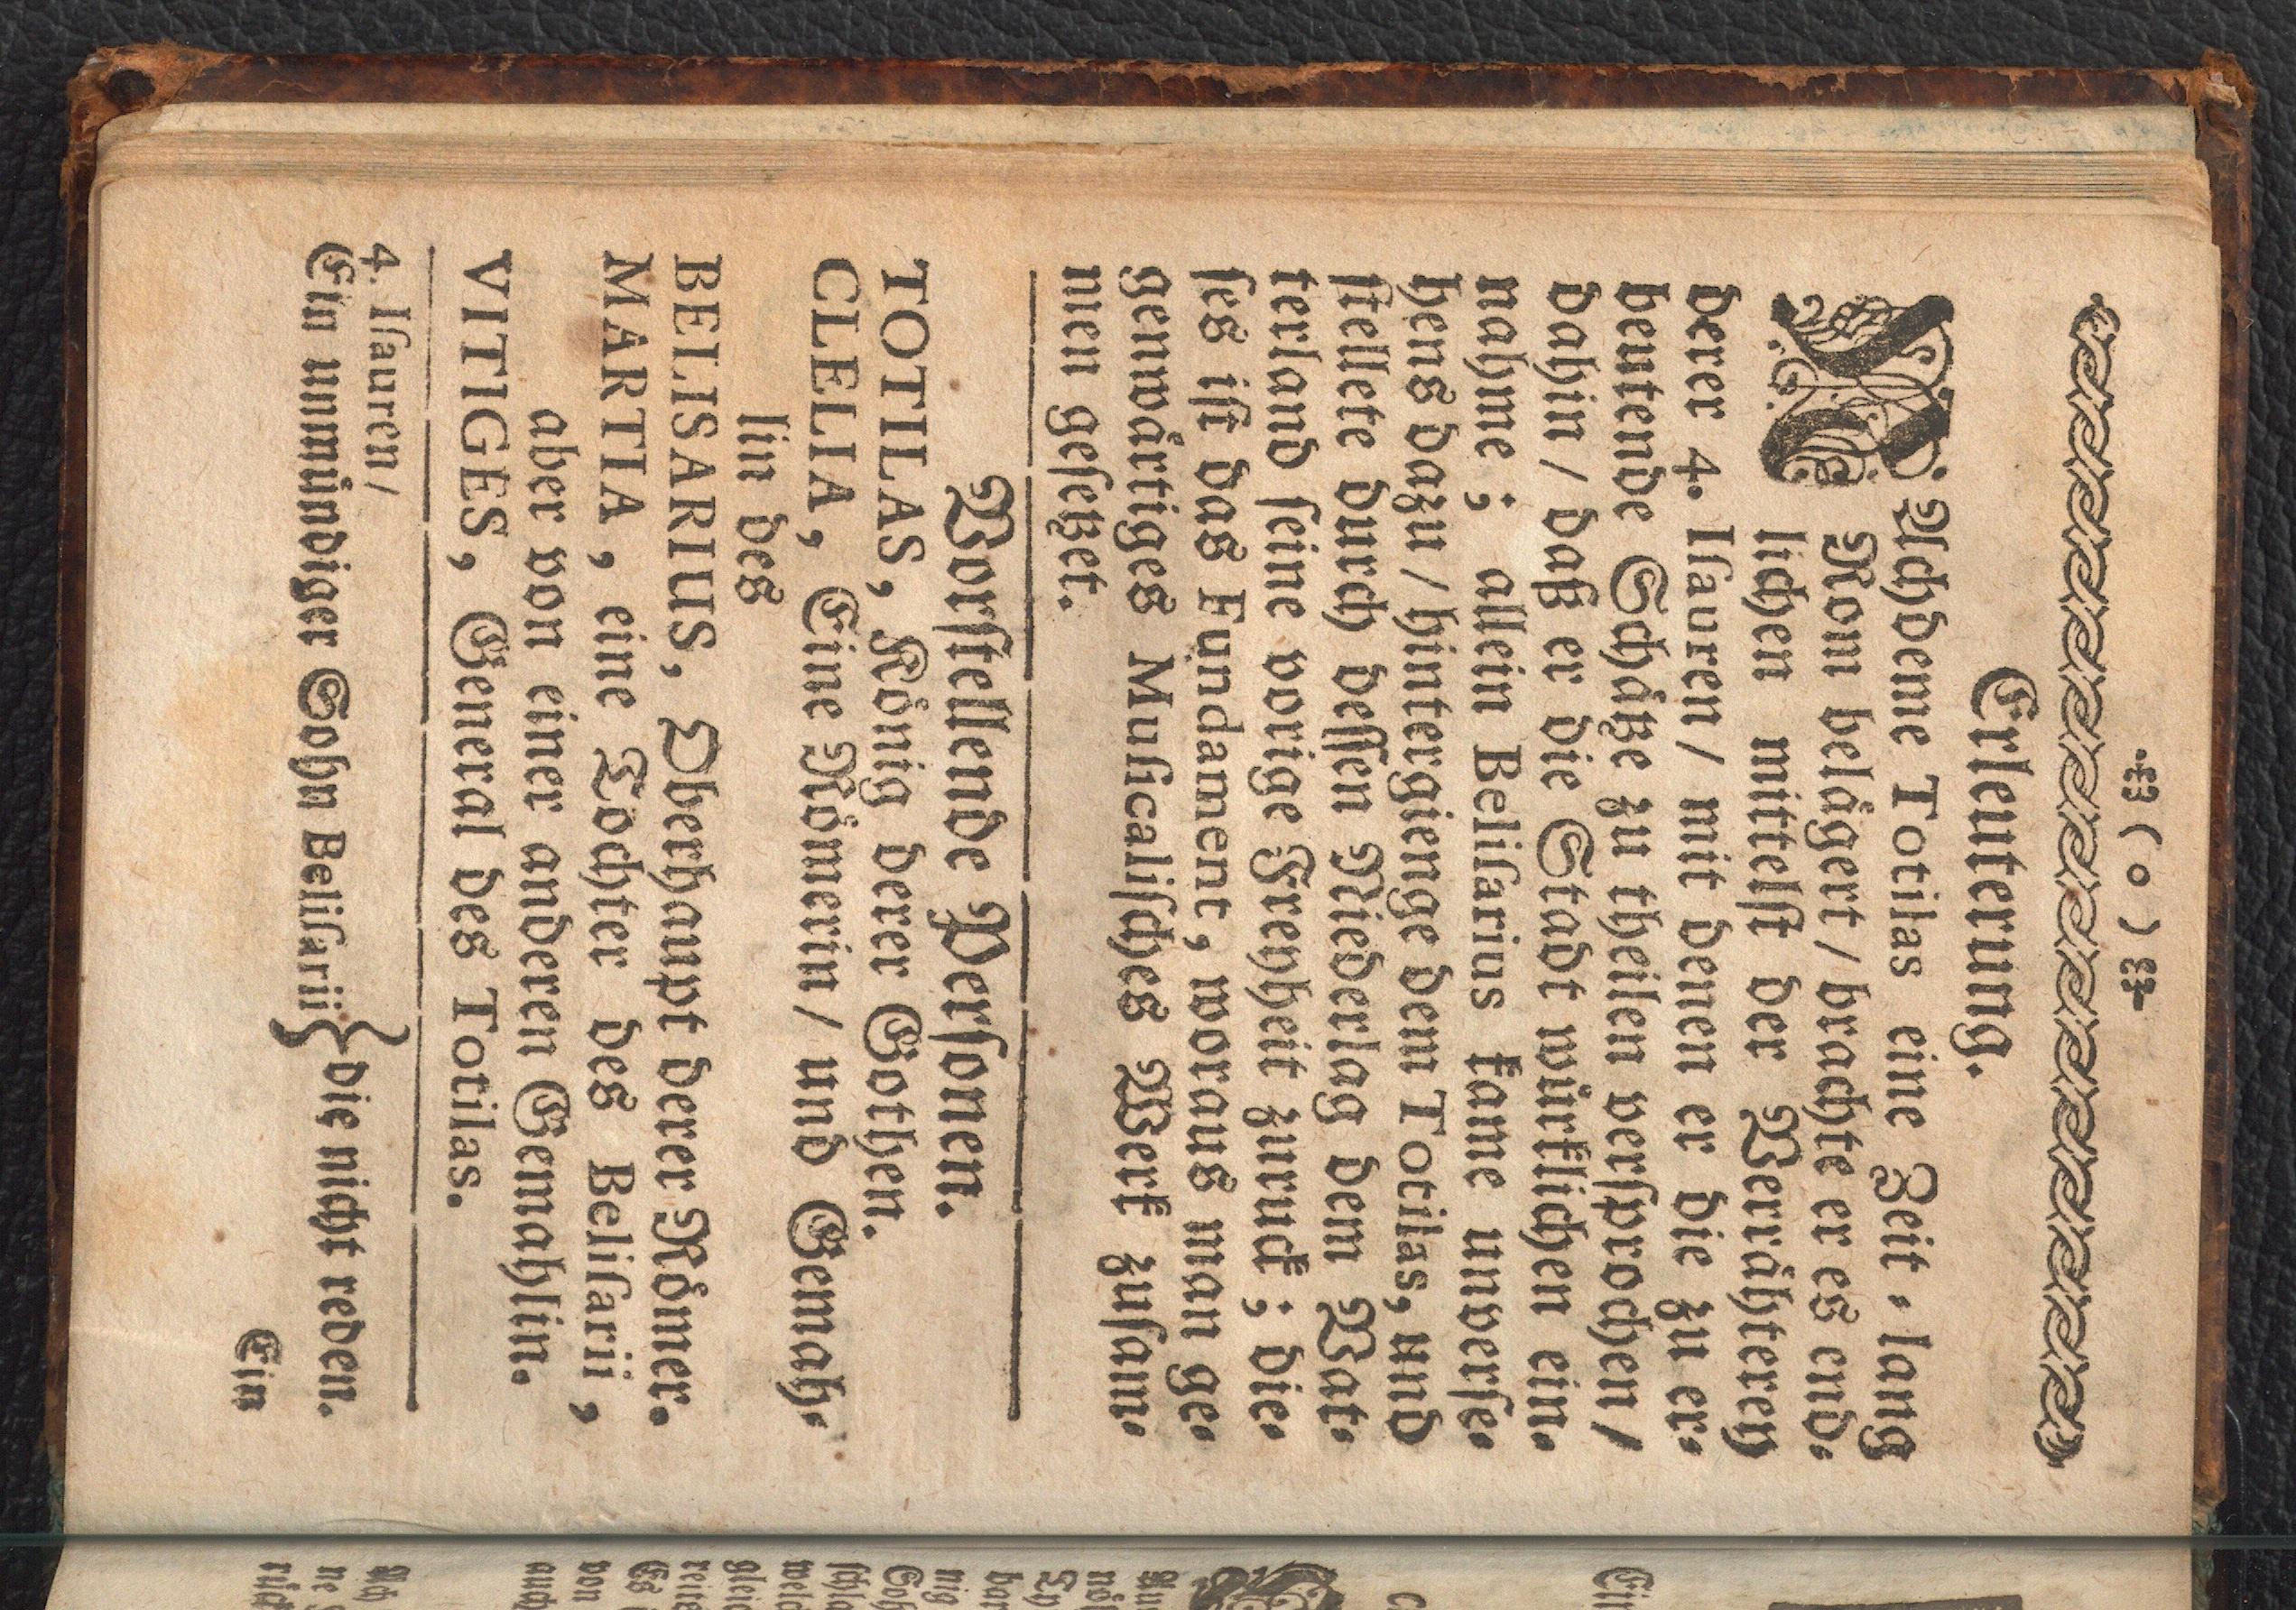 ( o )
Erleuterung.
NAchdeme Totilas eine Zeit-lang
Rom belägert / brachte er es end-
lichen mittelst der Verähterey
derer 4. Isauren / mit denen er die zu er-
beutende Schätze zu theilen versprochen /
dahin / daß er die Stadt würklichen ein-
nahme ; allein Belisarius kame unverse-
hens dazu / hintergienge dem Totilas, und
stellete durch dessen Niederlag dem Vat-
terland seine vorige Freyheit zuruck ; die-
ses ist das Fundament, woraus man ge-
genwärtiges Musicalisches Werk zusam-
men gesetzet.
Vorstellende Personen.
TOTILAS, König derer Gothen.
CLELIA, Eine Römerin / und Gemah-
lin des
BELISARIUS, Oberhaupt derer Römer.
MARTIA, eine Tochter des Belisarii,
aber von einer anderen Gemahlin.
VITIGES, General des Totilas.
4. Isauren /
Ein unmündiger Sohn Belisarii } die nicht reden.
Ein